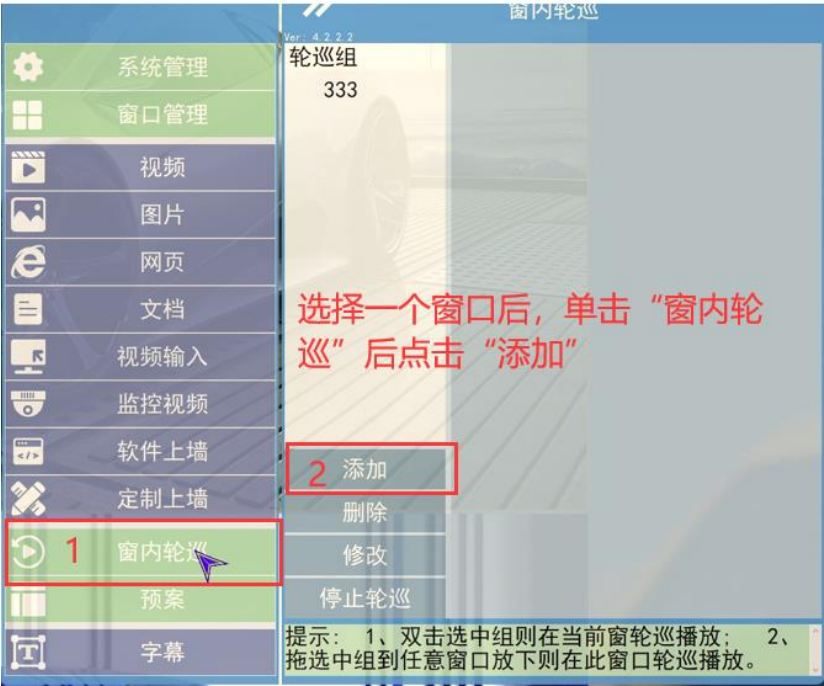 窗内轮巡
Ver: 4.2.2.2
系统管理
窗口管理
视频
图片
网页
文档
视频输入
监控视频
软件上墙
定制上墙
1
窗内轮巡
预案
字幕
轮巡组
333
选择一个窗口后，单击“窗内轮
巡”后点击“添加”
2 添加
删除
修改
停止轮巡
提示： 1、双击选中组则在当前窗轮巡播放； 2、
拖选中组到任意窗口放下则在此窗口轮巡播放。